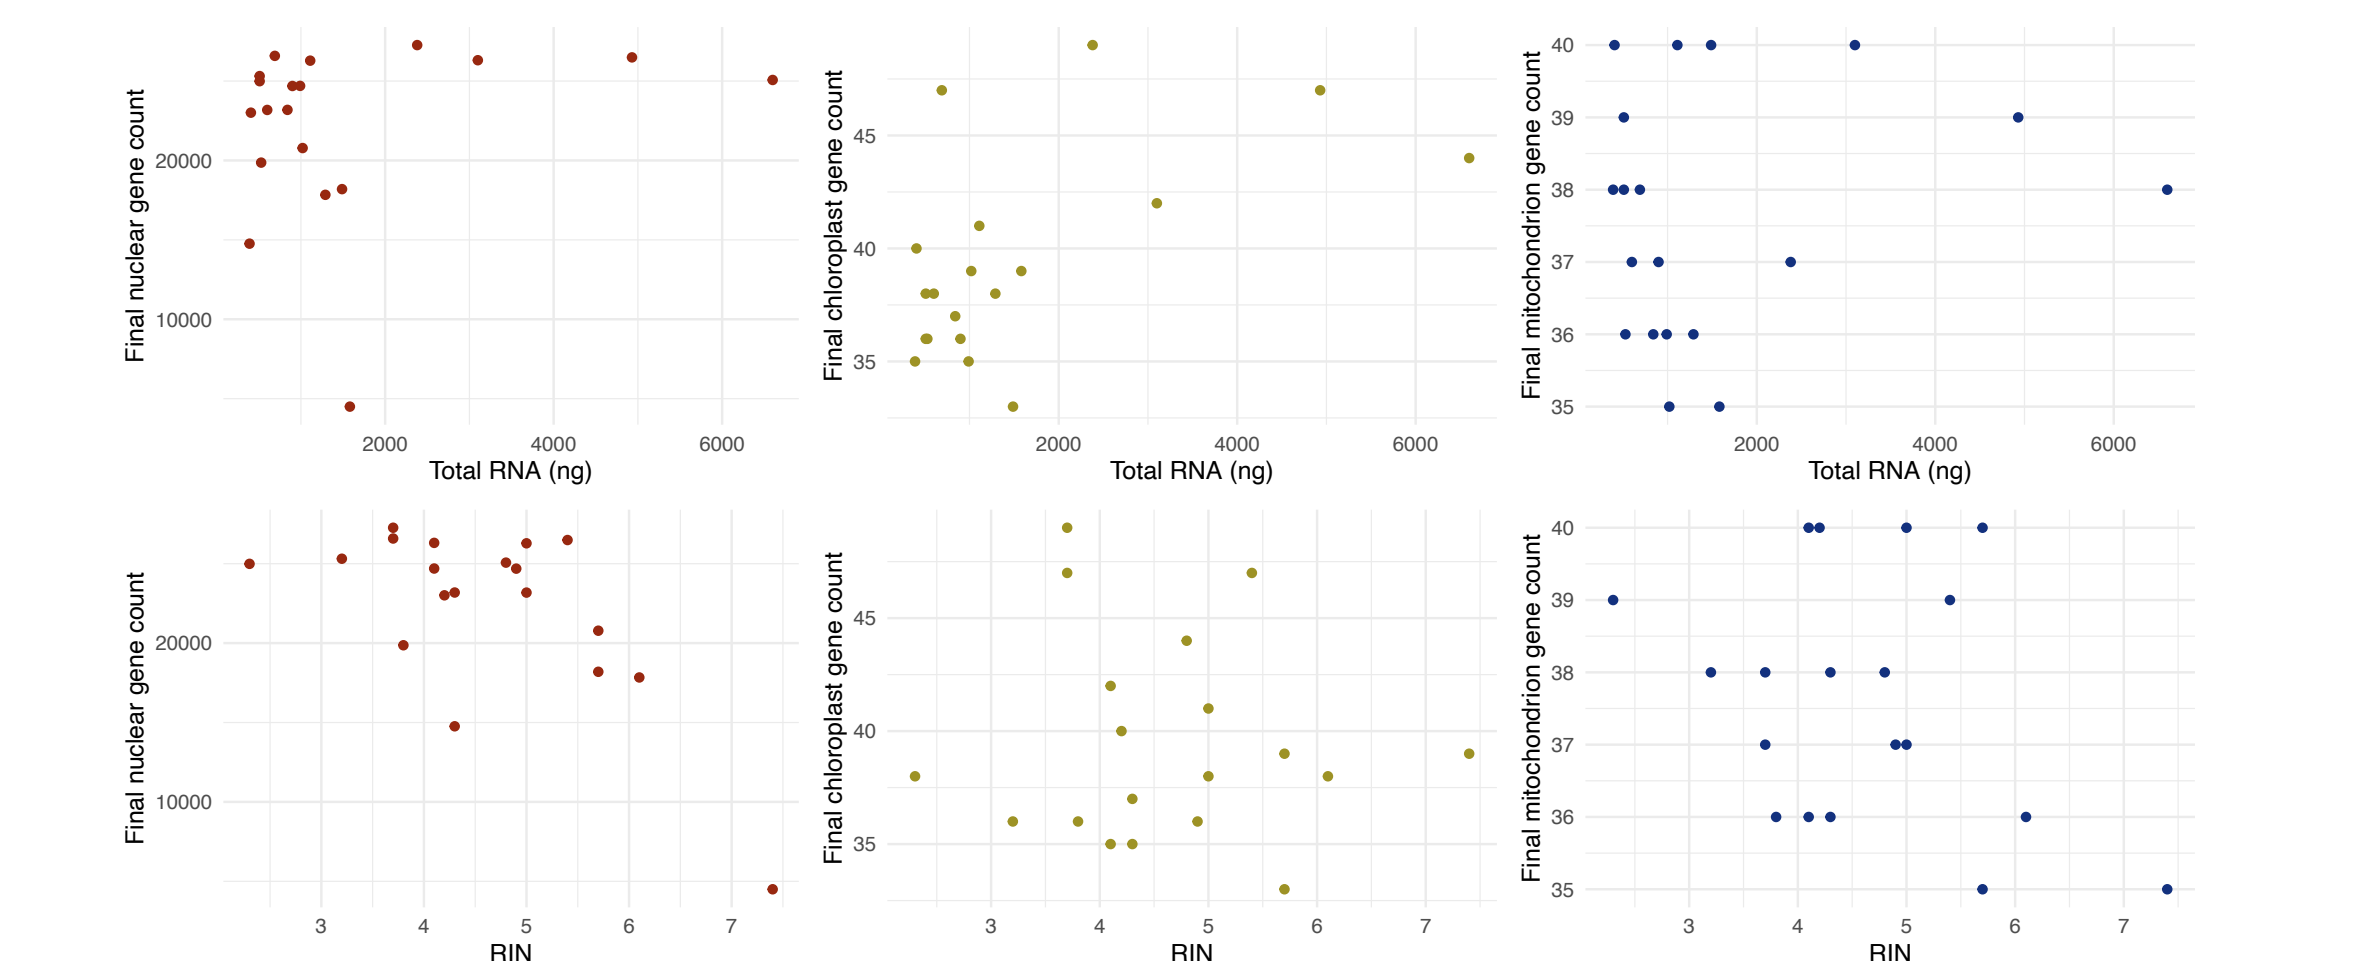 Final nuclear gene count
20000
10000
2000 4000 6000
Total RNA (ng)
Final chloroplast gene count
45
40
35
2000 4000 6000
Total RNA (ng)
Final mitochondrion gene count
40
39
38
37
36
35
2000 4000 6000
Total RNA (ng)
Final nuclear gene count
20000
10000
3 4 5 6 7
RIN
Final chloroplast gene count
45
40
35
3 4 5 6 7
RIN
Final mitochondrion gene count
40
39
38
37
36
35
3 4 5 6 7
RIN